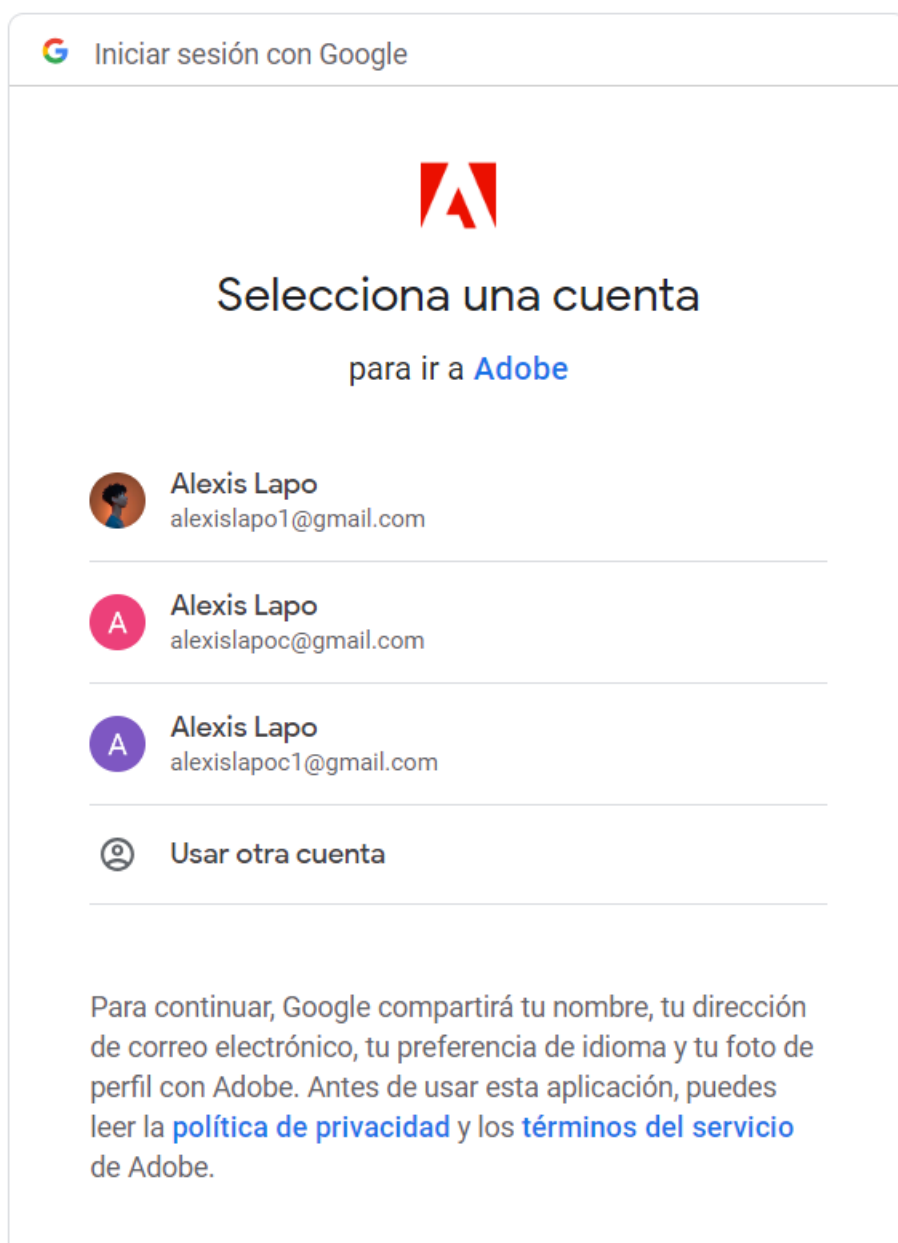 Iniciar sesión con Google
Selecciona una cuenta
para ir a Adobe
Alexis Lapo
alexislapo1@gmail.com
A
Alexis Lapo
alexislapoc@gmail.com
A
Alexis Lapo
alexislapoc1@gmail.com
Usar otra cuenta
Para continuar, Google compartirá tu nombre, tu dirección
de correo electrónico, tu preferencia de idioma y tu foto de
perfil con Adobe. Antes de usar esta aplicación, puedes
leer la política de privacidad y los términos del servicio
de Adobe.